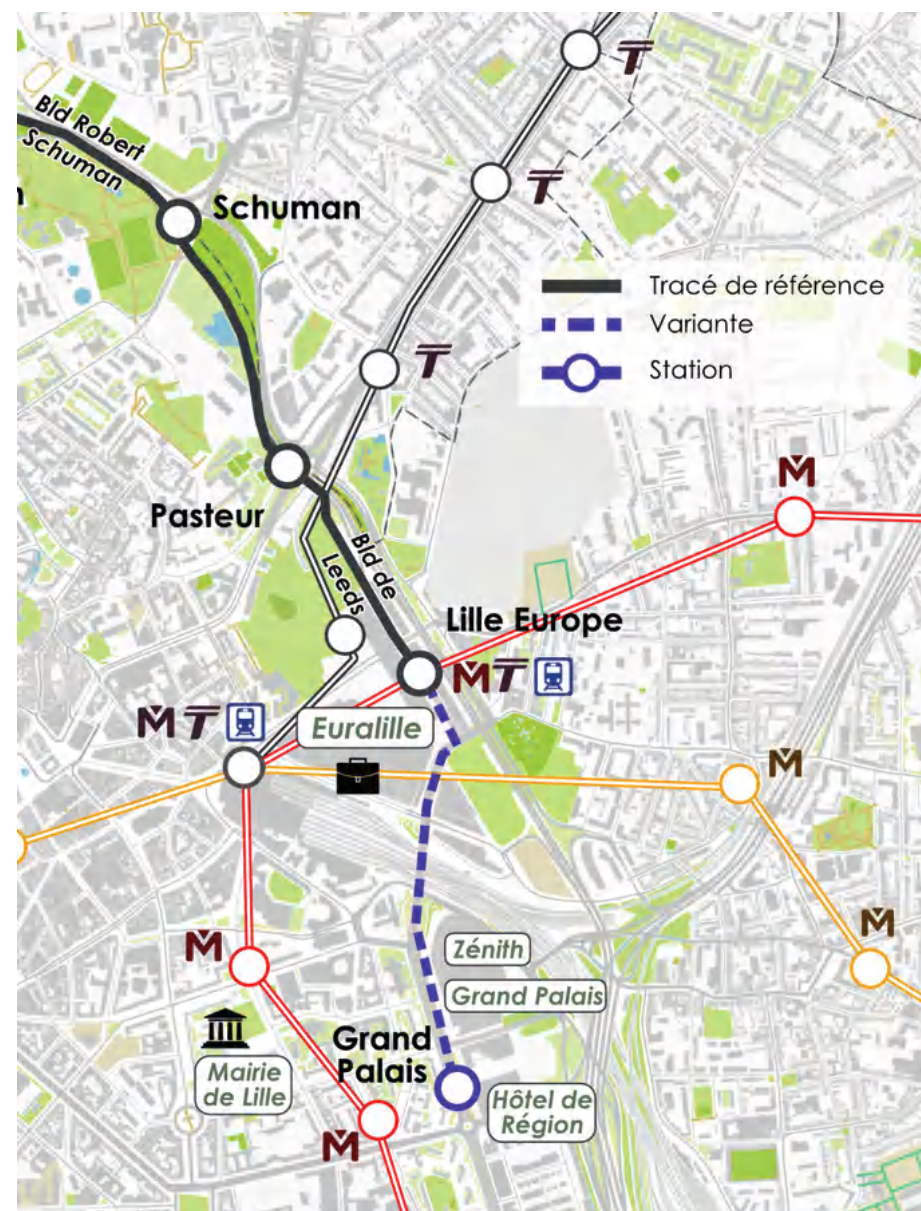 T
Bld Robert
Schuman
n
T
Schuman
Tracé de référence
Variante
Station
T
M
Pasteur
Bld de
Leeds
Lille Europe
M T
M T
Euralille
M
M
M
Zénith
Grand Palais
Grand
Palais
Mairie
de Lille
Hôtel de
Région
M